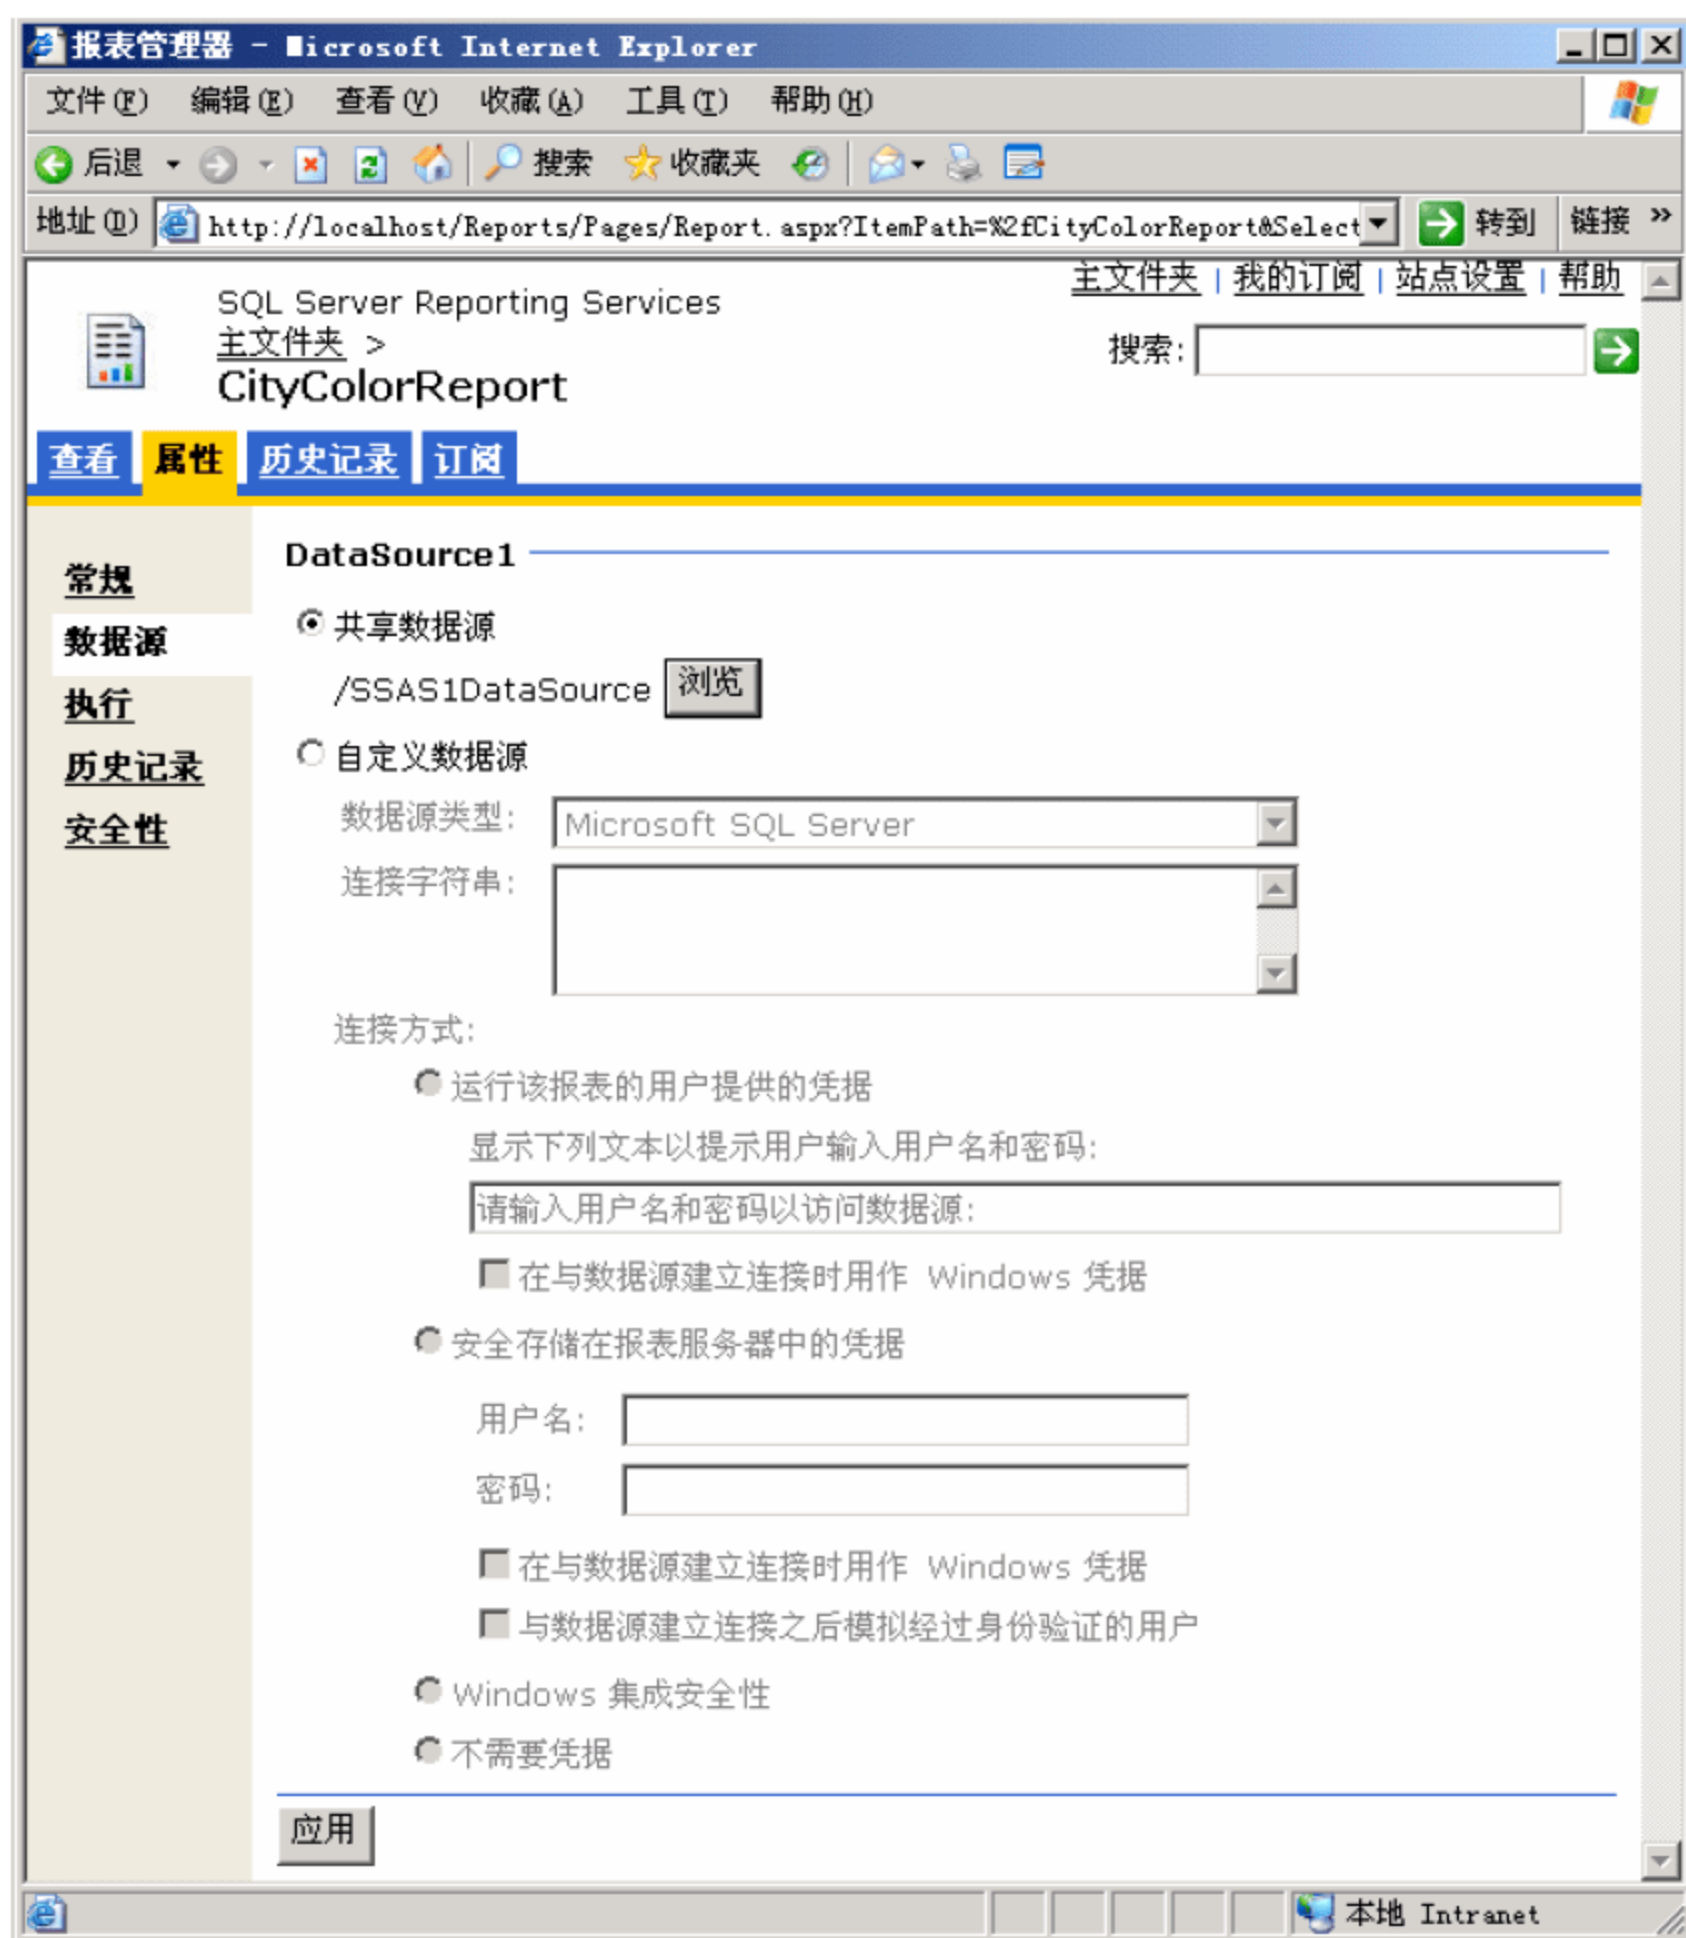 报表管理器 - Microsoft Internet Explorer
文件(F) 编辑(E) 查看(V) 收藏(A) 工具(T) 帮助(H)
后退 搜索 收藏夹
地址(D) http://localhost/Reports/Pages/Report.aspx?ItemPath=%2fCityColorReport&Select 转到 链接 »
主文件夹 | 我的订阅 | 站点设置 | 帮助
SQL Server Reporting Services
主文件夹 >
搜索:
CityColorReport
查看 属性 历史记录 订阅
常规
数据源
执行
历史记录
安全性
DataSource1
共享数据源
/SSAS1DataSource 浏览
自定义数据源
数据源类型: Microsoft SQL Server
连接字符串:
连接方式:
运行该报表的用户提供的凭据
显示下列文本以提示用户输入用户名和密码:
请输入用户名和密码以访问数据源:
在与数据源建立连接时用作 Windows 凭据
安全存储在报表服务器中的凭据
用户名:
密码:
在与数据源建立连接时用作 Windows 凭据
与数据源建立连接之后模拟经过身份验证的用户
Windows 集成安全性
不需要凭据
应用
本地 Intranet